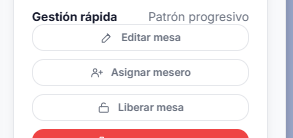 Gestión rápida Patrón progresivo
Editar mesa
Asignar mesero
Liberar mesa